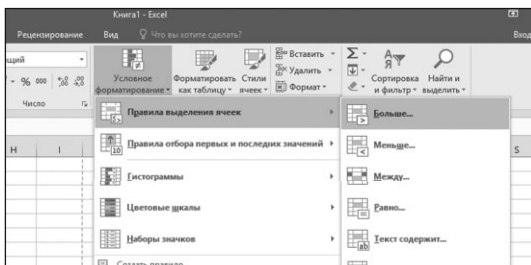 Книга1 - Excel
Рецензирование Вид Что вы хотите сделать? Вход
щий
% 000
Число
Условное форматирование
Форматировать как таблицу
Стили ячеек
Вставить
Удалить
Формат
Сортировка и фильтр
Найти и выделить
H I S
Правила выделения ячеек
Правила отбора первых и последних значений
Гистограммы
Цветовые шкалы
Наборы значков
Создать правило
Больше...
Меньше...
Между...
Равно...
Текст содержит...